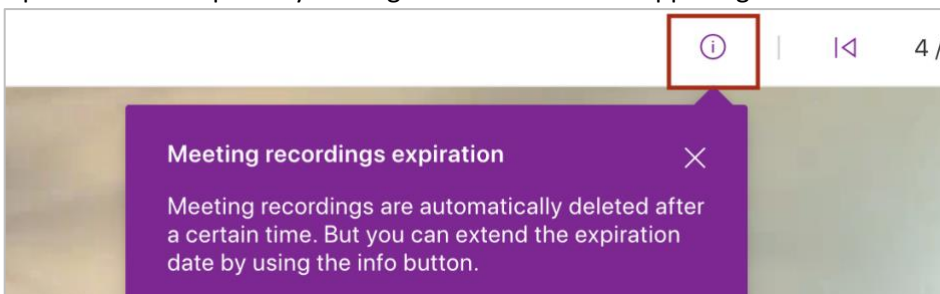 4 /
Meeting recordings expiration
Meeting recordings are automatically deleted after
a certain time. But you can extend the expiration
date by using the info button.